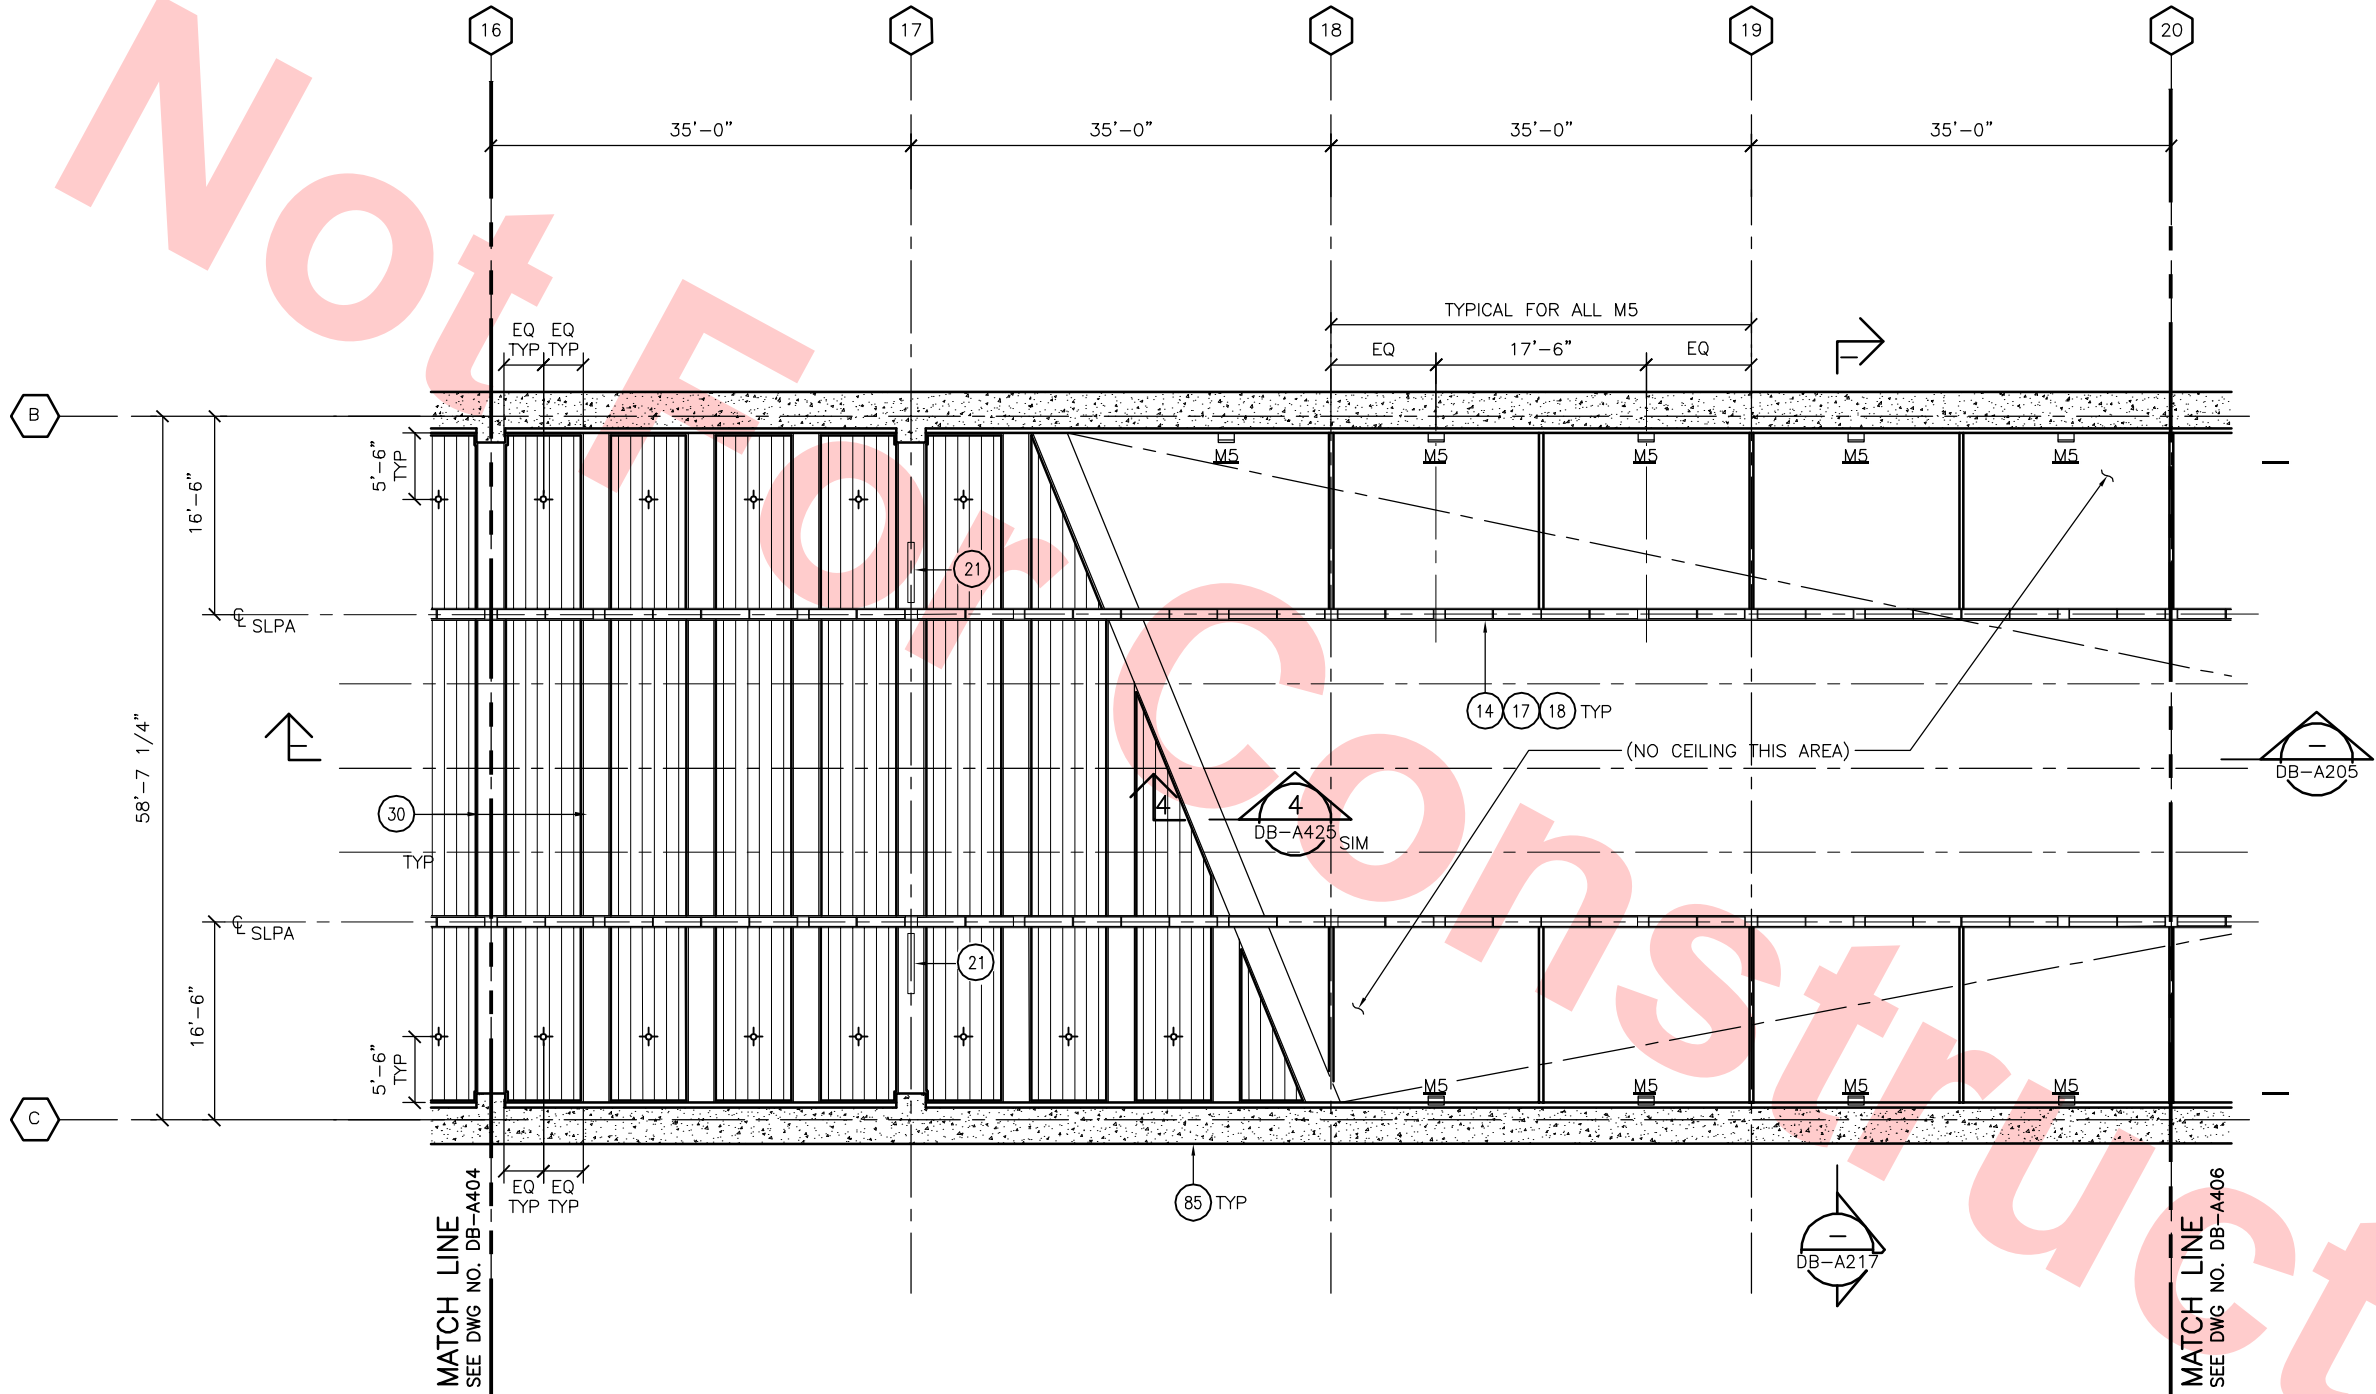 16
17
18
19
20
35'-0"
35'-0"
35'-0"
35'-0"
TYPICAL FOR ALL M5
EQ
EQ
TYP
TYP
EQ
17'-6"
EQ
B
5'-6"
TYP
16'-6"
M5
M5
M5
M5
M5
21
℄ SLPA
14
17
18
TYP
58'-7 1/4"
(NO CEILING THIS AREA)
DB-A205
4
4
DB-A425
SIM
30
TYP
℄ SLPA
21
16'-6"
5'-6"
TYP
M5
M5
M5
M5
C
EQ
EQ
TYP
TYP
85
TYP
DB-A217
MATCH LINE
SEE DWG NO. DB-A404
MATCH LINE
SEE DWG NO. DB-A406
Not For Construct